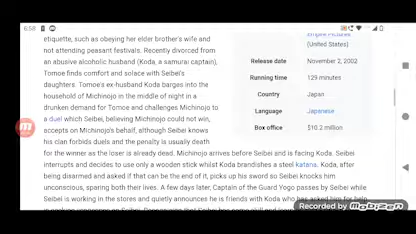 6:58
etiquette, such as obeying her elder brother's wife and
not attending peasant festivals. Recently divorced from
an abusive alcoholic husband (Koda, a samurai captain),
Tomoe finds comfort and solace with Seibei's
daughters. Tomoe's ex-husband Koda barges into the
household of Michinojo in the middle of night in a
drunken demand for Tomoe and challenges Michinojo to
a duel which Seibei, believing Michinojo could not win,
accepts on Michinojo's behalf, although Seibei knows
his clan forbids duels and the penalty is usually death
for the winner as the loser is already dead. Michinojo arrives before Seibei and is facing Koda. Seibei
interrupts and decides to use only a wooden stick whilst Koda brandishes a steel katana. Koda, after
being disarmed and asked if that can be the end of it, picks up his sword so Seibei knocks him
unconscious, sparing both their lives. A few days later, Captain of the Guard Yogo passes by Seibei while
Seibei is working in the stores and quietly announces he is friends with Koda who has asked him for help
Empire Pictures
(United States)
Release date November 2, 2002
Running time 129 minutes
Country Japan
Language Japanese
Box office $10.2 million
Recorded by
MOBIZEN